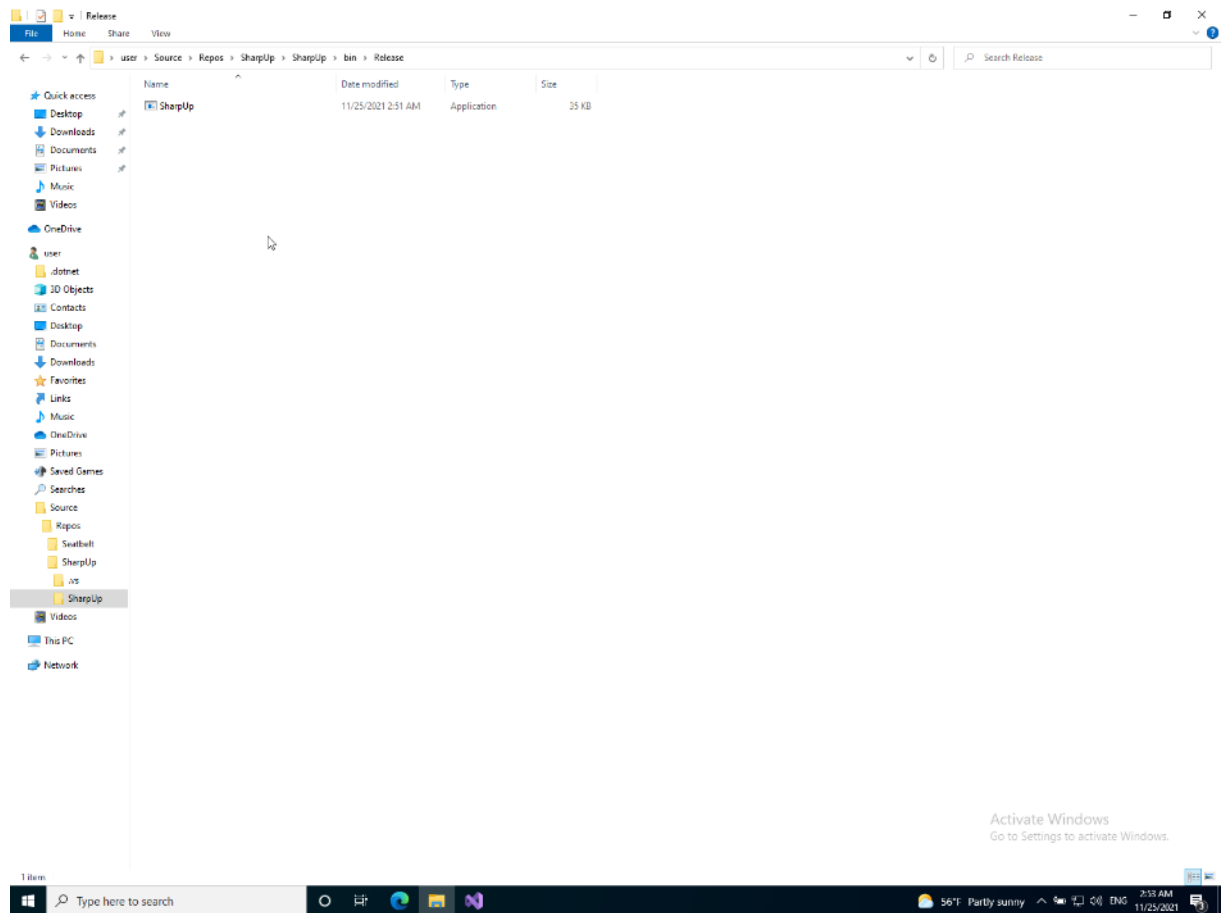 Release
File Home Share View
user › Source › Repos › SharpUp › SharpUp › bin › Release
Search Release
Name Date modified Type Size
SharpUp 11/25/2021 2:51 AM Application 35 KB
Quick access
Desktop
Downloads
Documents
Pictures
Music
Videos
OneDrive
user
.dotnet
3D Objects
Contacts
Desktop
Documents
Downloads
Favorites
Links
Music
OneDrive
Pictures
Saved Games
Searches
Source
Repos
Seatbelt
SharpUp
.vs
SharpUp
Videos
This PC
Network
Activate Windows
Go to Settings to activate Windows.
1 item
Type here to search
56°F Partly sunny
ENG
2:53 AM
11/25/2021
3